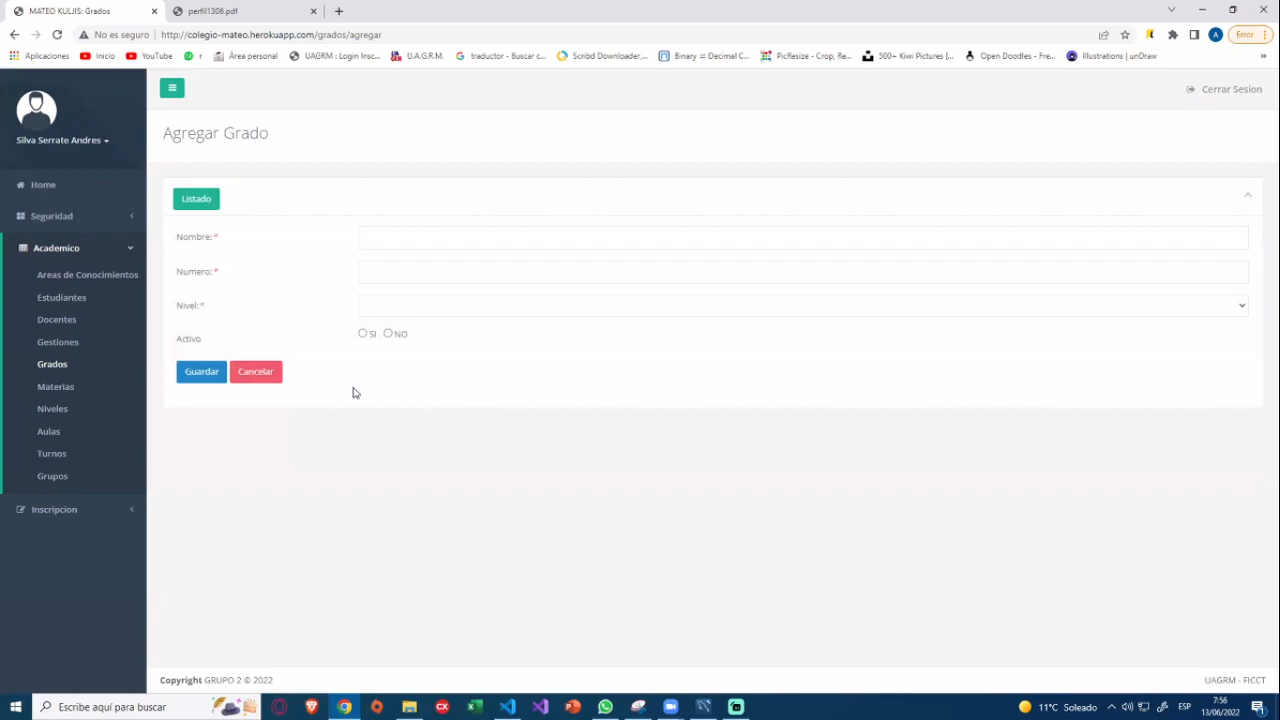 MATEO KULJIS: Grados
perfil1306.pdf
No es seguro | http://colegio-mateo.herokuapp.com/grados/agregar
A
Error
Aplicaciones
Inicio
YouTube
r
Área personal
UAGRM : Login Insc...
U.A.G.R.M.
traductor - Buscar c...
Scribd Downloader,...
Binary ⇌ Decimal C...
PicResize - Crop, Re...
500+ Kiwi Pictures [...
Open Doodles - Fre...
Illustrations | unDraw
»
Silva Serrate Andres
Home
Seguridad
Academico
Areas de Conocimientos
Estudiantes
Docentes
Gestiones
Grados
Materias
Niveles
Aulas
Turnos
Grupos
Inscripcion
Cerrar Sesion
Agregar Grado
Listado
Nombre:*
Numero:*
Nivel:*
Activo
SI NO
Guardar Cancelar
Copyright GRUPO 2 © 2022
UAGRM - FICCT
Escribe aquí para buscar
11°C Soleado
ESP
7:56
13/06/2022